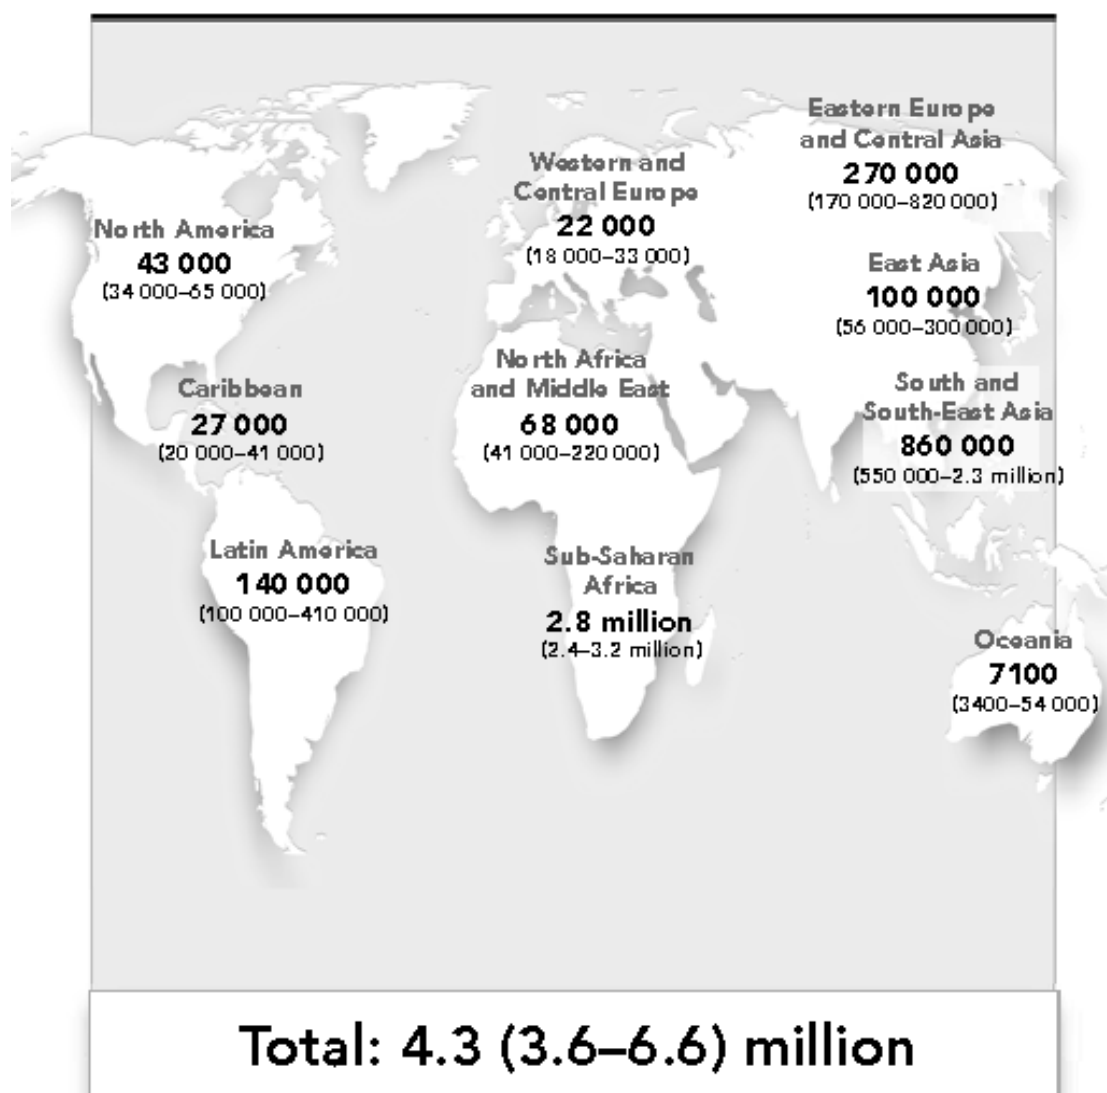 Eastern Europe
and Central Asia
270 000
(170 000–820 000)
Western and
Central Europe
22 000
(18 000–33 000)
North America
43 000
(34 000–65 000)
East Asia
100 000
(56 000–300 000)
North Africa
and Middle East
68 000
(41 000–220 000)
Caribbean
27 000
(20 000–41 000)
South and
South-East Asia
860 000
(550 000–2.3 million)
Latin America
140 000
(100 000–410 000)
Sub-Saharan
Africa
2.8 million
(2.4–3.2 million)
Oceania
7100
(3400–54 000)
Total: 4.3 (3.6–6.6) million